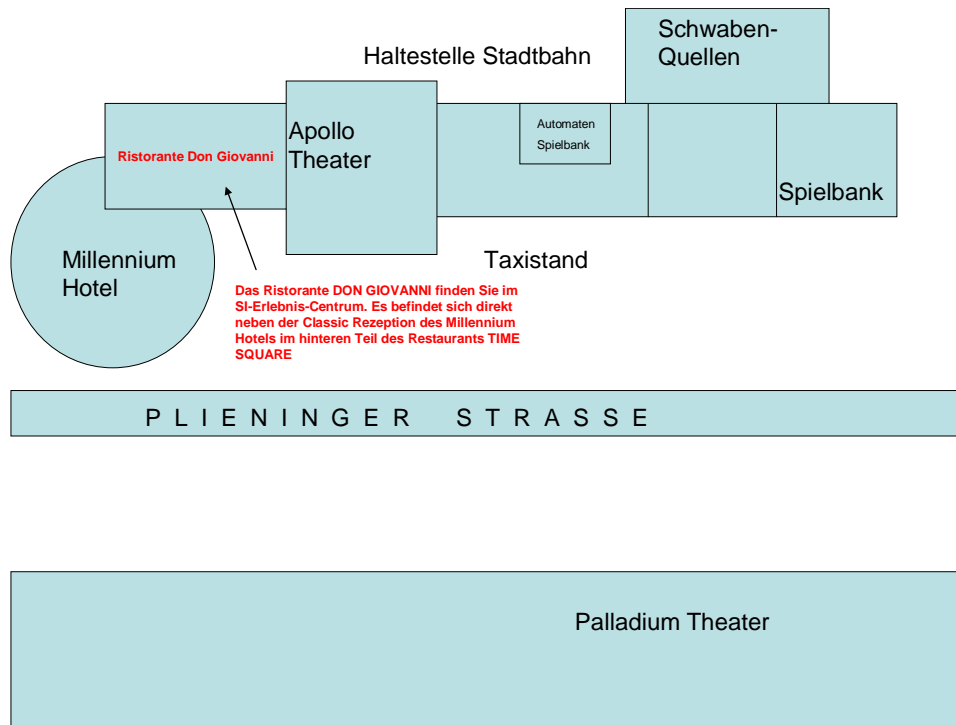 Schwaben-
Quellen
Haltestelle Stadtbahn
Automaten
Spielbank
Apollo
Theater
Ristorante Don Giovanni
Spielbank
Millennium
Hotel
Taxistand
Das Ristorante DON GIOVANNI finden Sie im
SI-Erlebnis-Centrum. Es befindet sich direkt
neben der Classic Rezeption des Millennium
Hotels im hinteren Teil des Restaurants TIME
SQUARE
PLIENINGER STRASSE
Palladium Theater